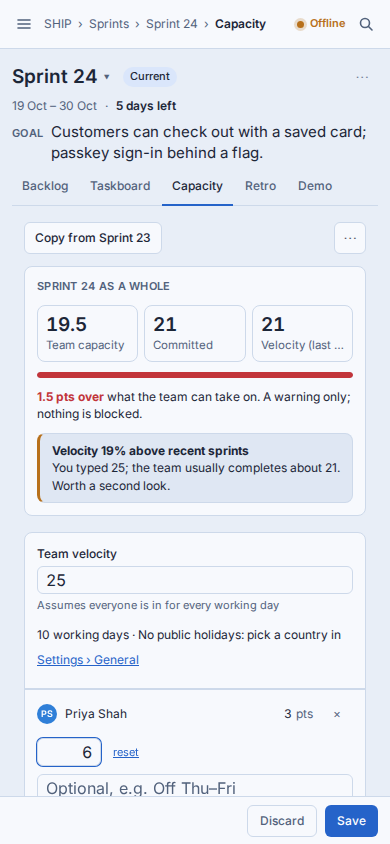 SHIP › Sprints › Sprint 24 › Capacity Offline
Sprint 24 ▾ Current ...
19 Oct – 30 Oct · 5 days left
GOAL Customers can check out with a saved card;
passkey sign-in behind a flag.
Backlog Taskboard Capacity Retro Demo
Copy from Sprint 23 ...
SPRINT 24 AS A WHOLE
19.5 21 21
Team capacity Committed Velocity (last ...
1.5 pts over what the team can take on. A warning only;
nothing is blocked.
Velocity 19% above recent sprints
You typed 25; the team usually completes about 21.
Worth a second look.
Team velocity
25
Assumes everyone is in for every working day
10 working days · No public holidays: pick a country in
Settings › General
PS Priya Shah 3 pts ×
6 reset
Optional, e.g. Off Thu–Fri
Discard Save